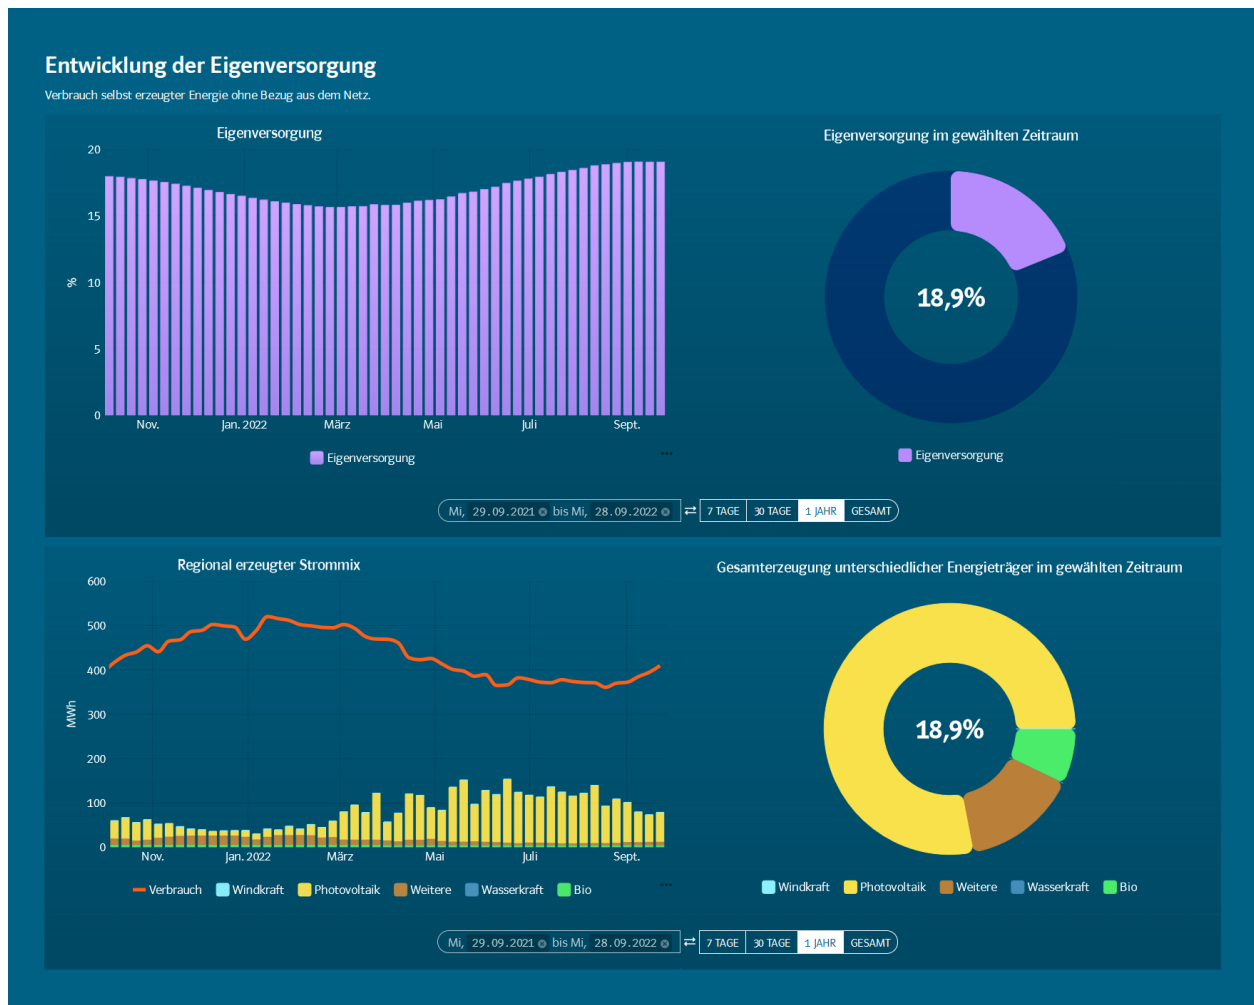 Entwicklung der Eigenversorgung
Verbrauch selbst erzeugter Energie ohne Bezug aus dem Netz.
Eigenversorgung
20
15
%
10
5
0
Nov. Jan. 2022 März Mai Juli Sept.
Eigenversorgung
Eigenversorgung im gewählten Zeitraum
18,9%
Eigenversorgung
Mi, 29.09.2021 bis Mi, 28.09.2022 7 TAGE 30 TAGE 1 JAHR GESAMT
Regional erzeugter Strommix
600
500
400
300
MWh
200
100
0
Nov. Jan. 2022 März Mai Juli Sept.
Verbrauch Windkraft Photovoltaik Weitere Wasserkraft Bio
Gesamterzeugung unterschiedlicher Energieträger im gewählten Zeitraum
18,9%
Windkraft Photovoltaik Weitere Wasserkraft Bio
Mi, 29.09.2021 bis Mi, 28.09.2022 7 TAGE 30 TAGE 1 JAHR GESAMT